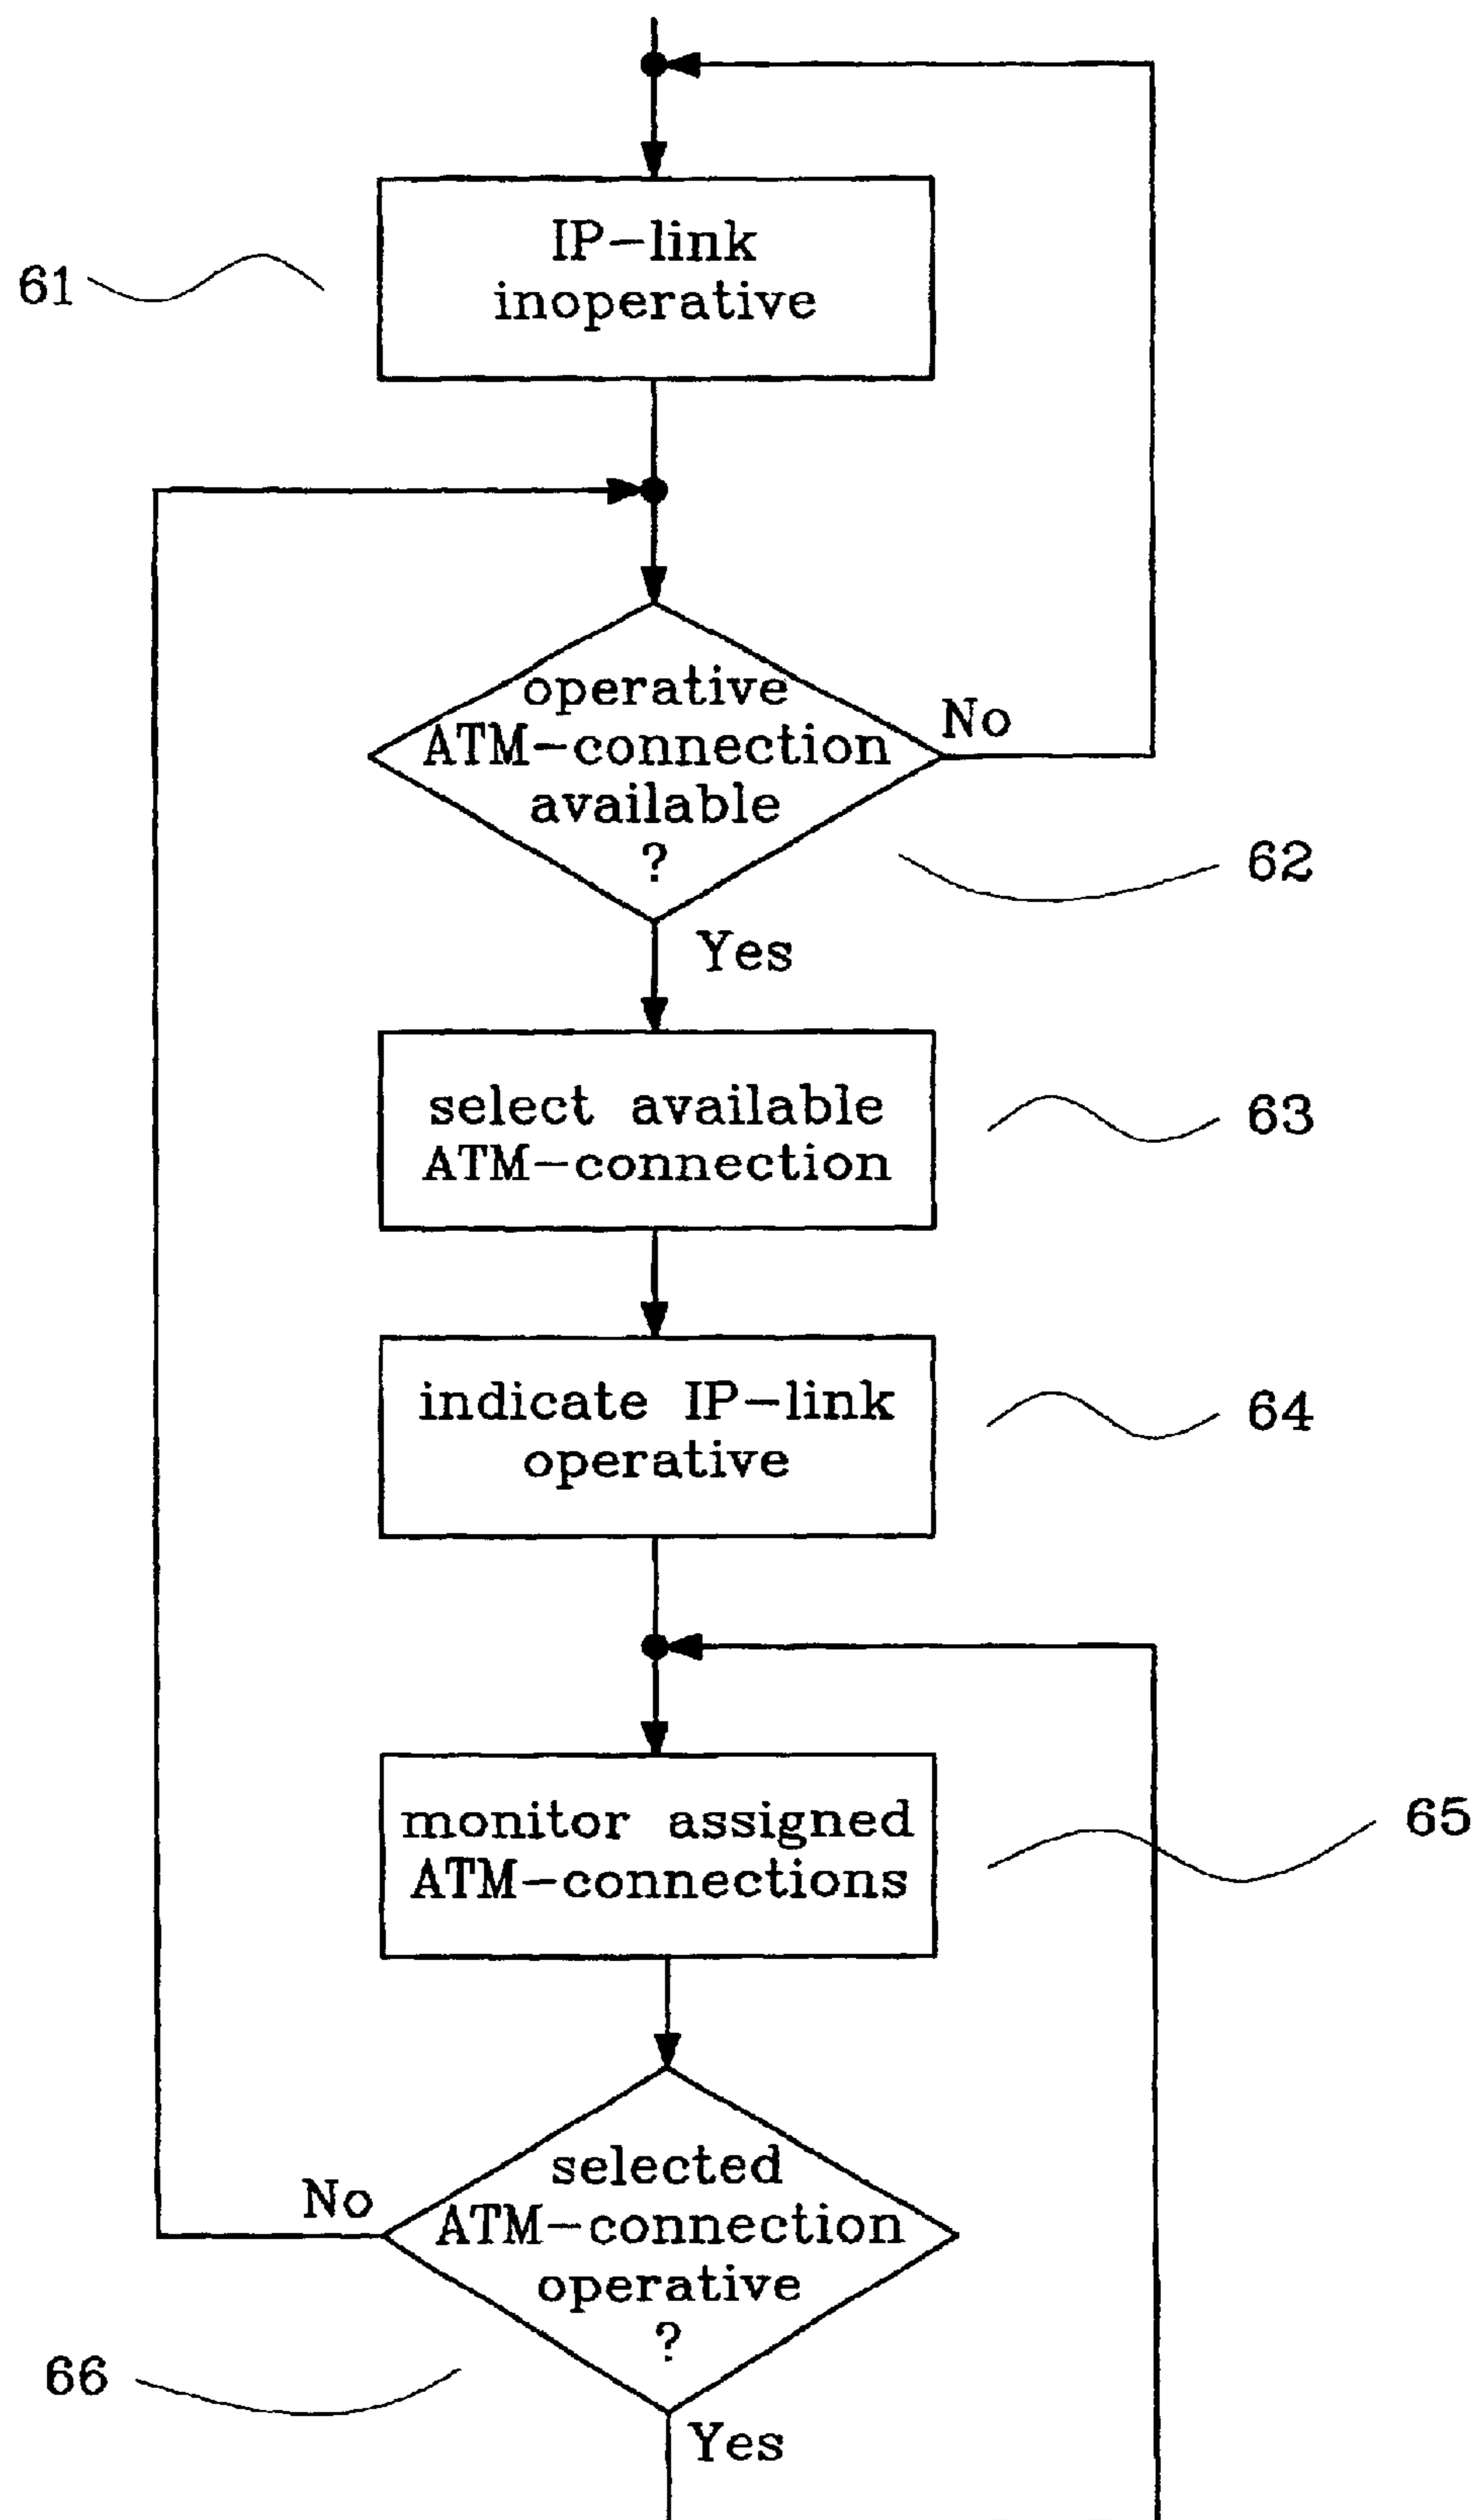 IP-link
inoperative
61
operative
ATM-connection
available
?
No
62
Yes
select available
ATM-connection
63
indicate IP-link
operative
64
monitor assigned
ATM-connections
65
selected
ATM-connection
operative
?
No
66
Yes